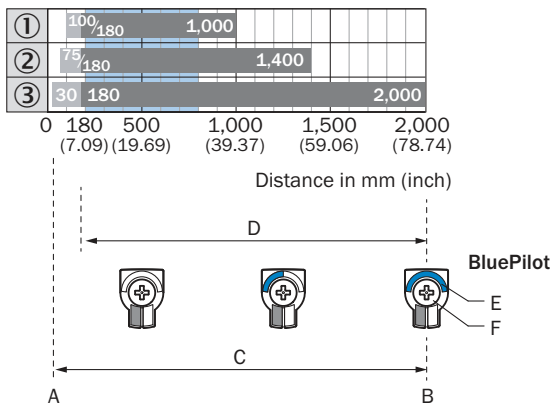 ① 100/180 1,000
② 75/180 1,400
③ 30 180 2,000
0 180 500 1,000 1,500 2,000
(7.09) (19.69) (39.37) (59.06) (78.74)
Distance in mm (inch)
D
BluePilot
E
F
C
A B